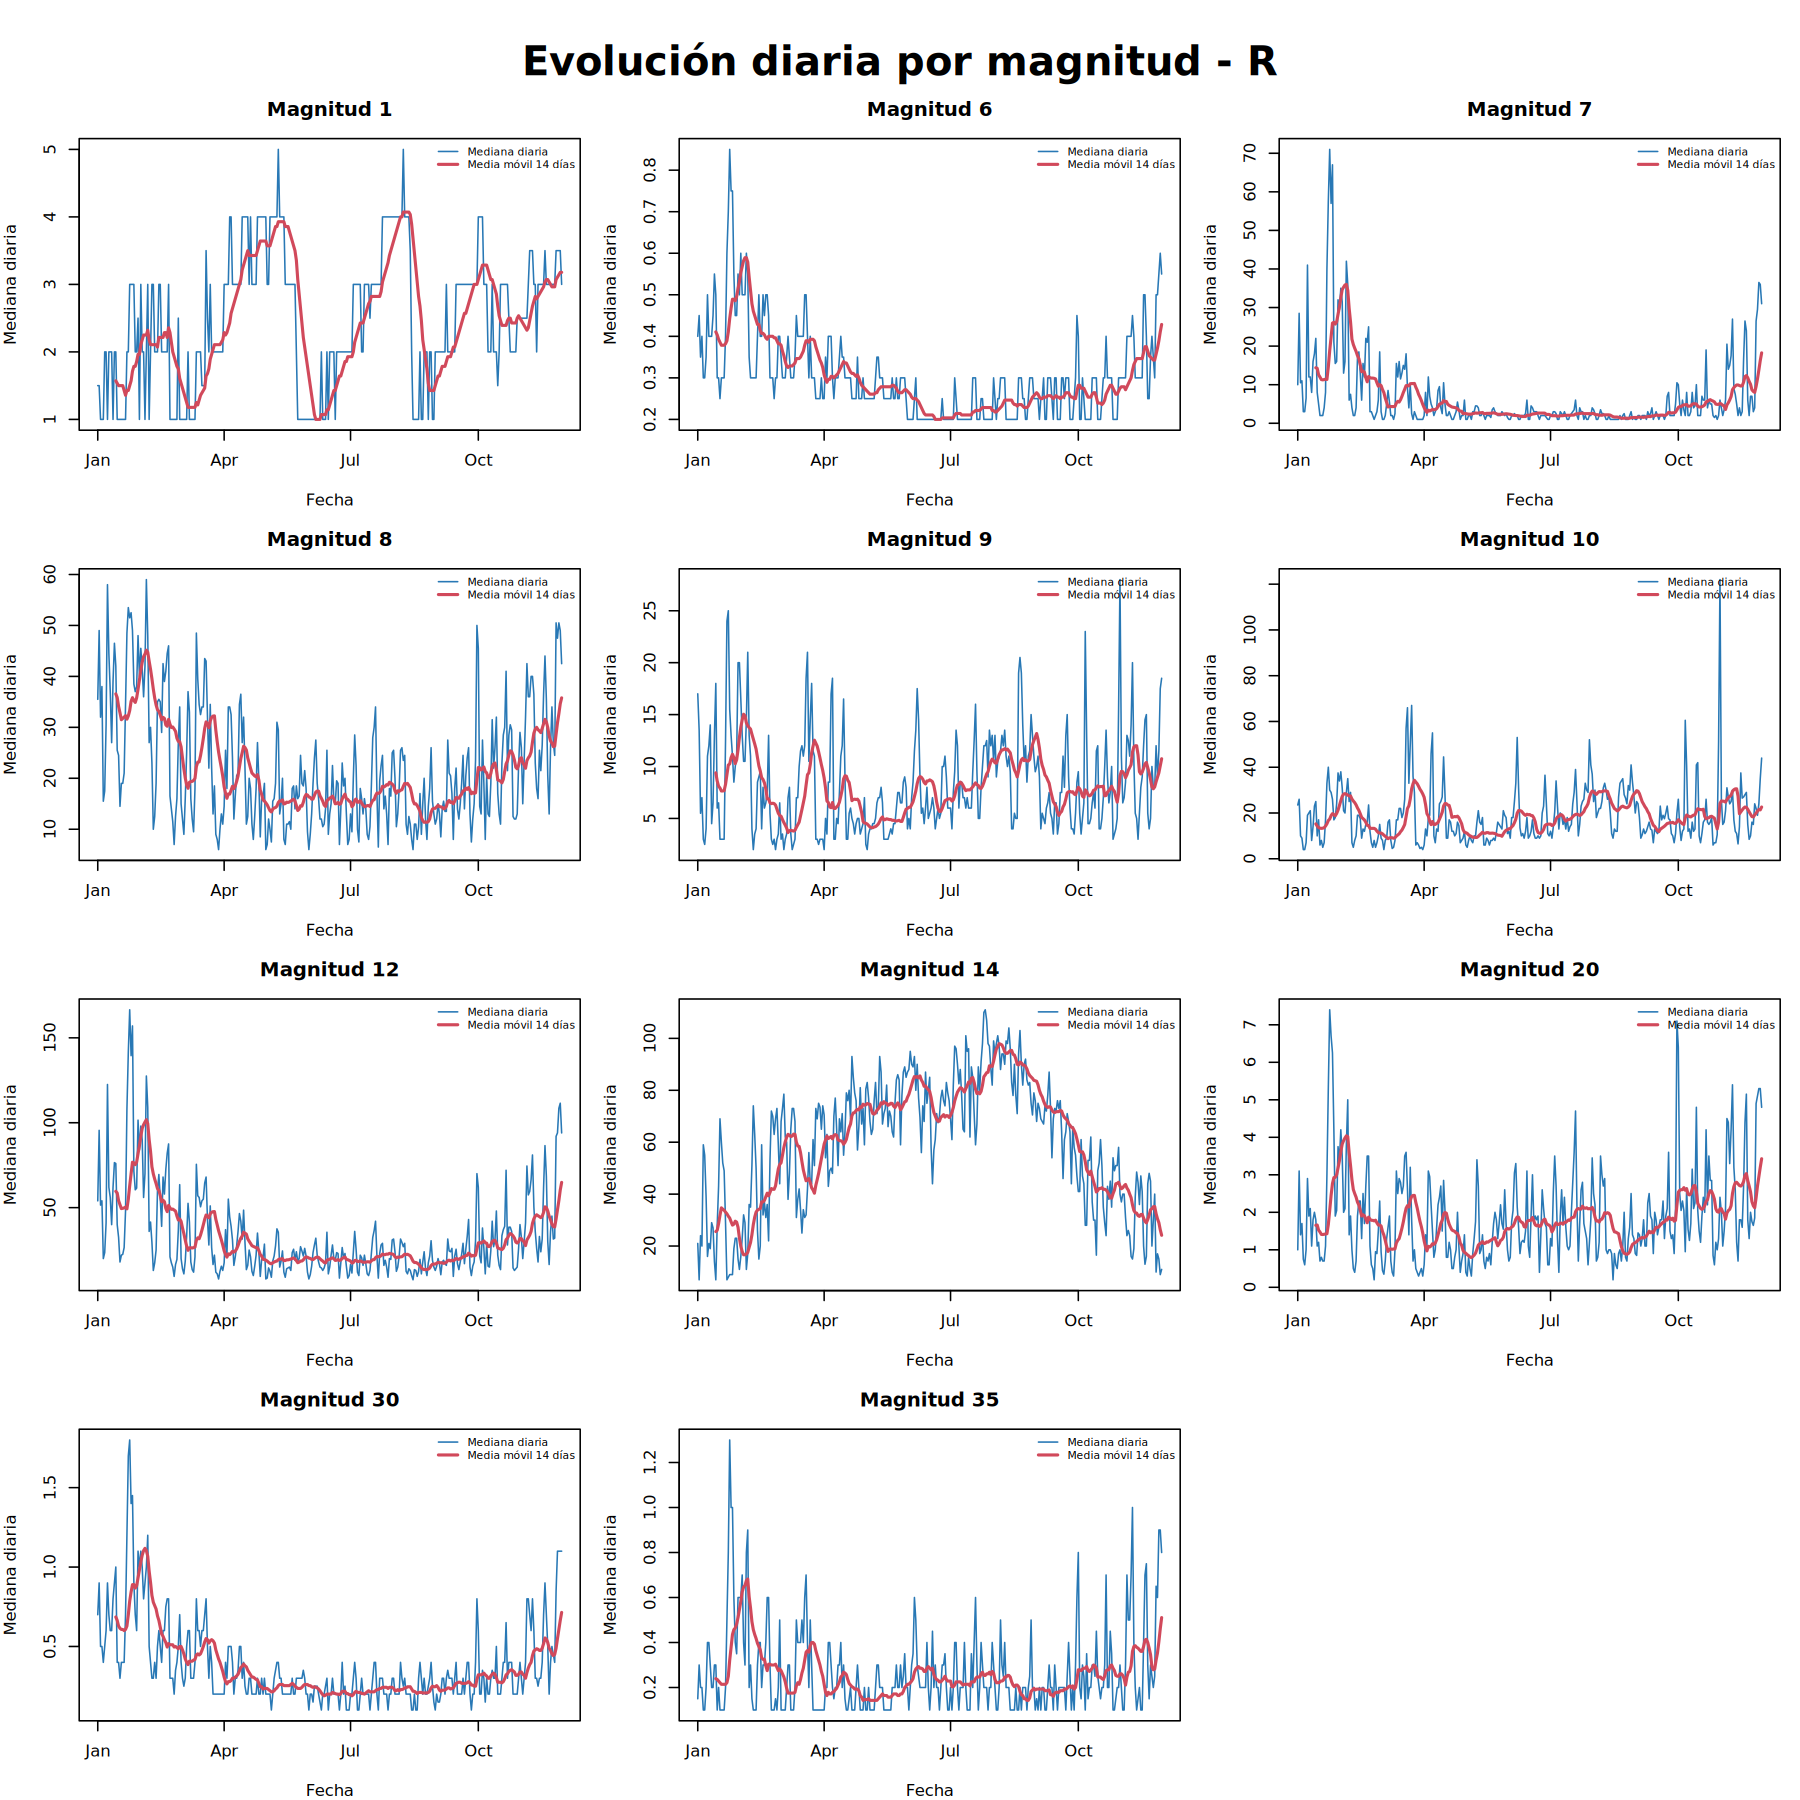 Evolución diaria por magnitud - R
Magnitud 1
Mediana diaria
Media móvil 14 días
Mediana diaria
5
4
3
2
1
Jan Apr Jul Oct
Fecha
Magnitud 6
Mediana diaria
Media móvil 14 días
Mediana diaria
0.8
0.7
0.6
0.5
0.4
0.3
0.2
Jan Apr Jul Oct
Fecha
Magnitud 7
Mediana diaria
Media móvil 14 días
Mediana diaria
70
60
50
40
30
20
10
0
Jan Apr Jul Oct
Fecha
Magnitud 8
Mediana diaria
Media móvil 14 días
Mediana diaria
60
50
40
30
20
10
Jan Apr Jul Oct
Fecha
Magnitud 9
Mediana diaria
Media móvil 14 días
Mediana diaria
25
20
15
10
5
Jan Apr Jul Oct
Fecha
Magnitud 10
Mediana diaria
Media móvil 14 días
Mediana diaria
100
80
60
40
20
0
Jan Apr Jul Oct
Fecha
Magnitud 12
Mediana diaria
Media móvil 14 días
Mediana diaria
150
100
50
Jan Apr Jul Oct
Fecha
Magnitud 14
Mediana diaria
Media móvil 14 días
Mediana diaria
100
80
60
40
20
Jan Apr Jul Oct
Fecha
Magnitud 20
Mediana diaria
Media móvil 14 días
Mediana diaria
7
6
5
4
3
2
1
0
Jan Apr Jul Oct
Fecha
Magnitud 30
Mediana diaria
Media móvil 14 días
Mediana diaria
1.5
1.0
0.5
Jan Apr Jul Oct
Fecha
Magnitud 35
Mediana diaria
Media móvil 14 días
Mediana diaria
1.2
1.0
0.8
0.6
0.4
0.2
Jan Apr Jul Oct
Fecha